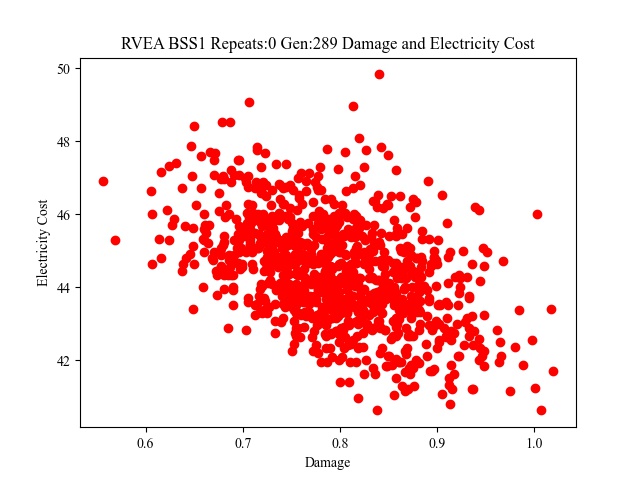 RVEA BSS1 Repeats:0 Gen:289 Damage and Electricity Cost
50
48
46
44
42
Electricity Cost
0.6 0.7 0.8 0.9 1.0
Damage